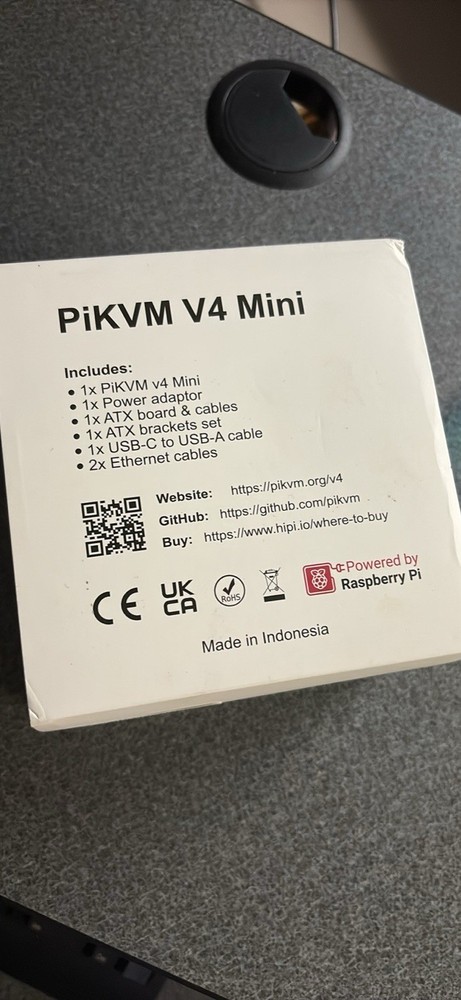 PiKVM V4 Mini
Includes:
• 1x PiKVM v4 Mini
• 1x Power adaptor
• 1x ATX board & cables
• 1x ATX brackets set
• 1x USB-C to USB-A cable
• 2x Ethernet cables
Website: https://pikvm.org/v4
GitHub: https://github.com/pikvm
Buy: https://www.hipi.io/where-to-buy
CE UK CA RoHS Powered by
Raspberry Pi
Made in Indonesia